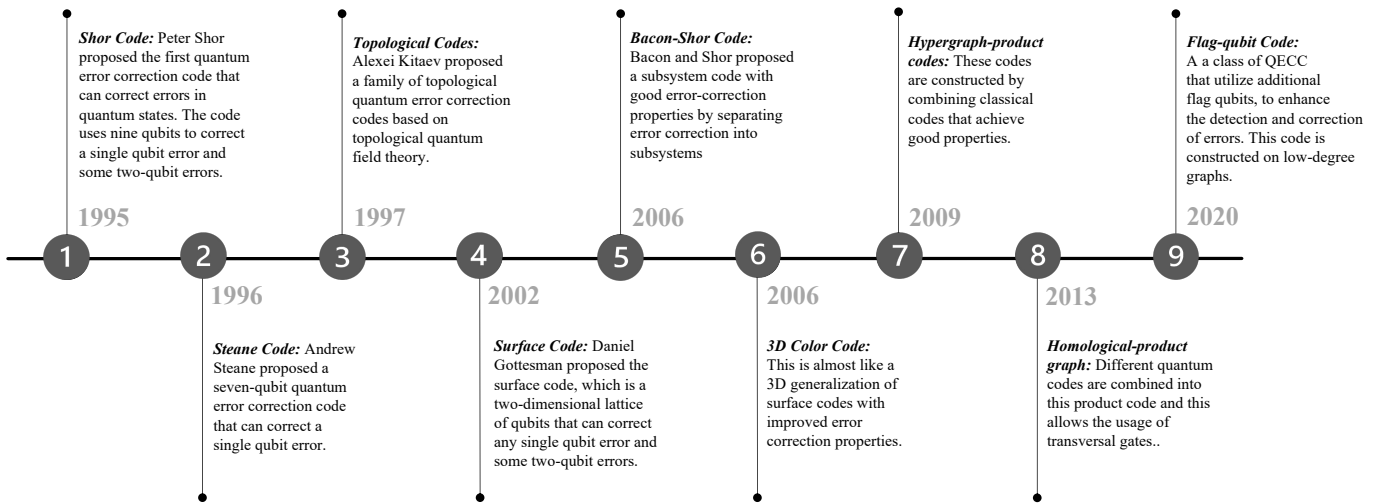 Shor Code: Peter Shor
proposed the first quantum
error correction code that
can correct errors in
quantum states. The code
uses nine qubits to correct
a single qubit error and
some two-qubit errors.
1995
1
2
1996
Steane Code: Andrew
Steane proposed a
seven-qubit quantum
error correction code
that can correct a
single qubit error.
Topological Codes:
Alexei Kitaev proposed
a family of topological
quantum error correction
codes based on
topological quantum
field theory.
1997
3
4
2002
Surface Code: Daniel
Gottesman proposed the
surface code, which is a
two-dimensional lattice
of qubits that can correct
any single qubit error and
some two-qubit errors.
Bacon-Shor Code:
Bacon and Shor proposed
a subsystem code with
good error-correction
properties by separating
error correction into
subsystems
2006
5
6
2006
3D Color Code:
This is almost like a
3D generalization of
surface codes with
improved error
correction properties.
Hypergraph-product
codes: These codes
are constructed by
combining classical
codes that achieve
good properties.
2009
7
8
2013
Homological-product
graph: Different quantum
codes are combined into
this product code and this
allows the usage of
transversal gates..
Flag-qubit Code:
A a class of QECC
that utilize additional
flag qubits, to enhance
the detection and correction
of errors. This code is
constructed on low-degree
graphs.
2020
9